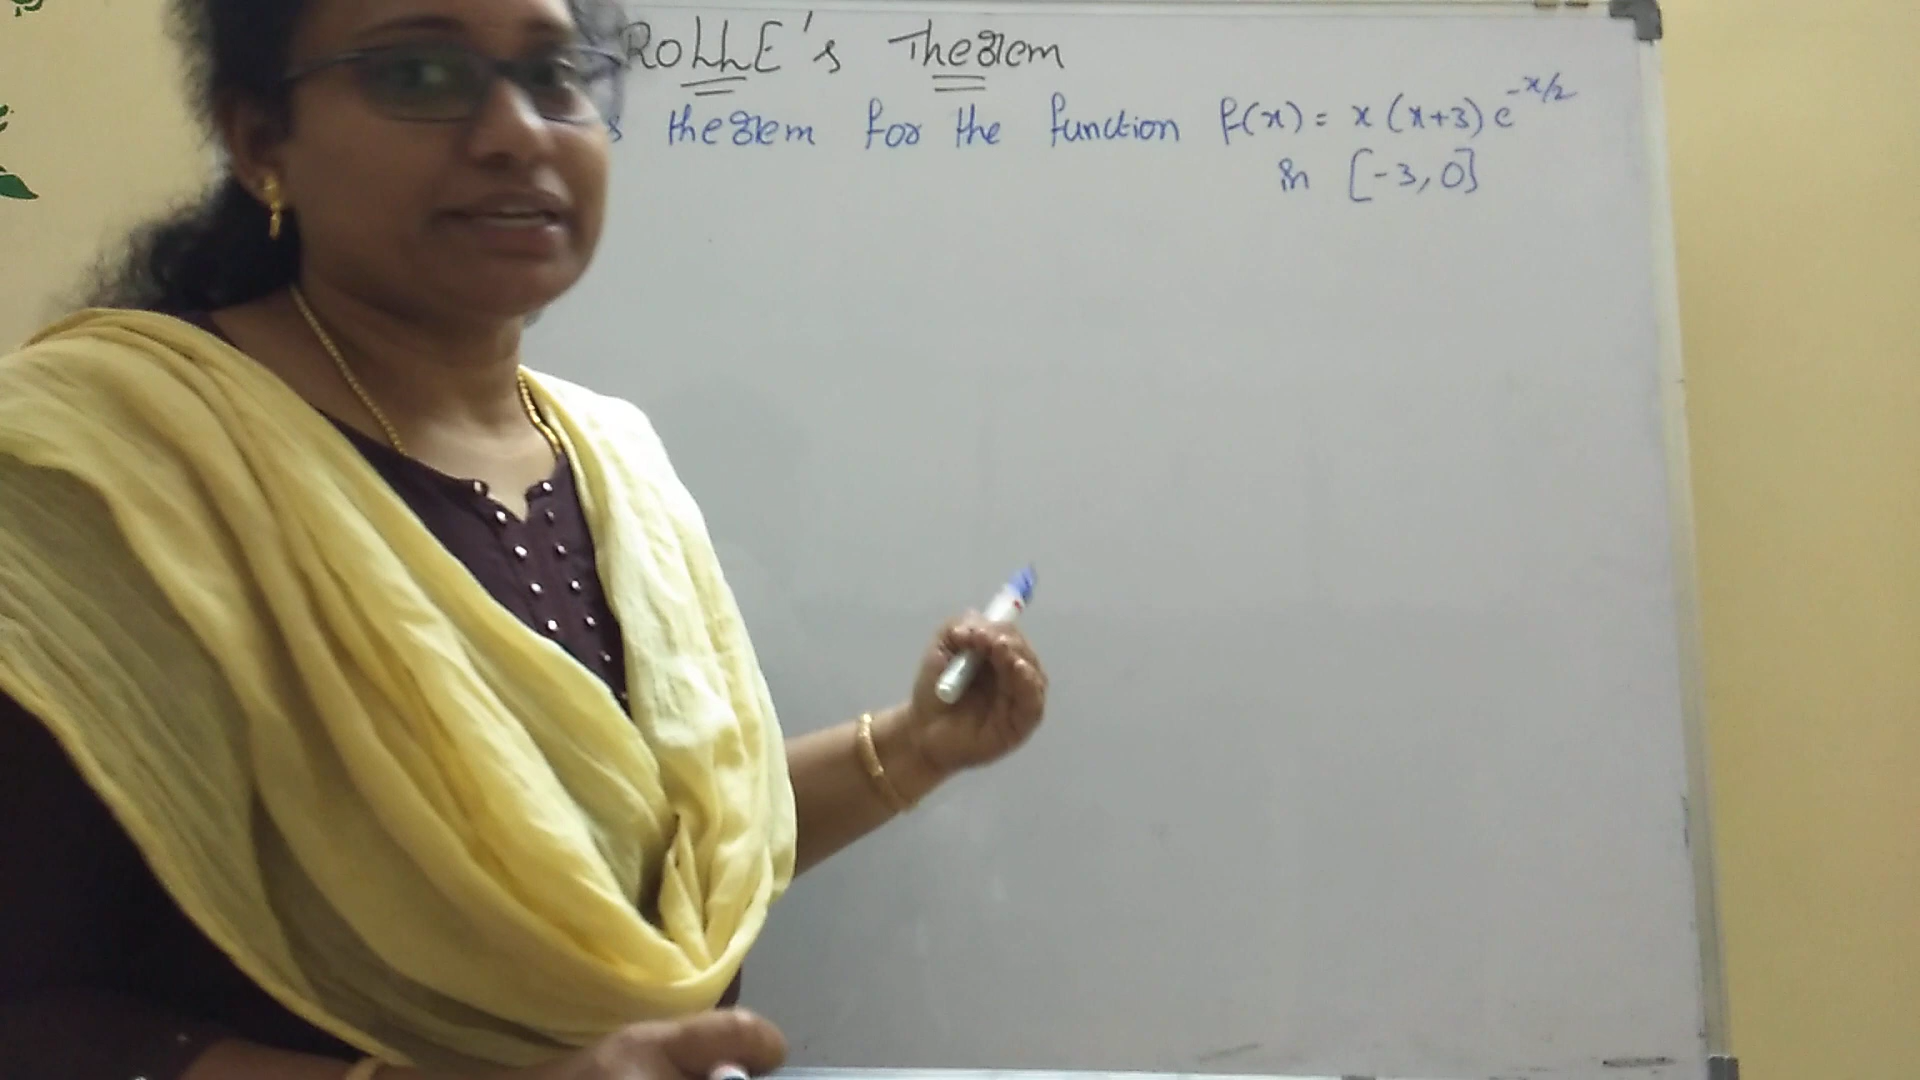 ROLLE's Theorem
s theorem for the function f(x) = x (x+3) e^{-x/2}
in [-3, 0]